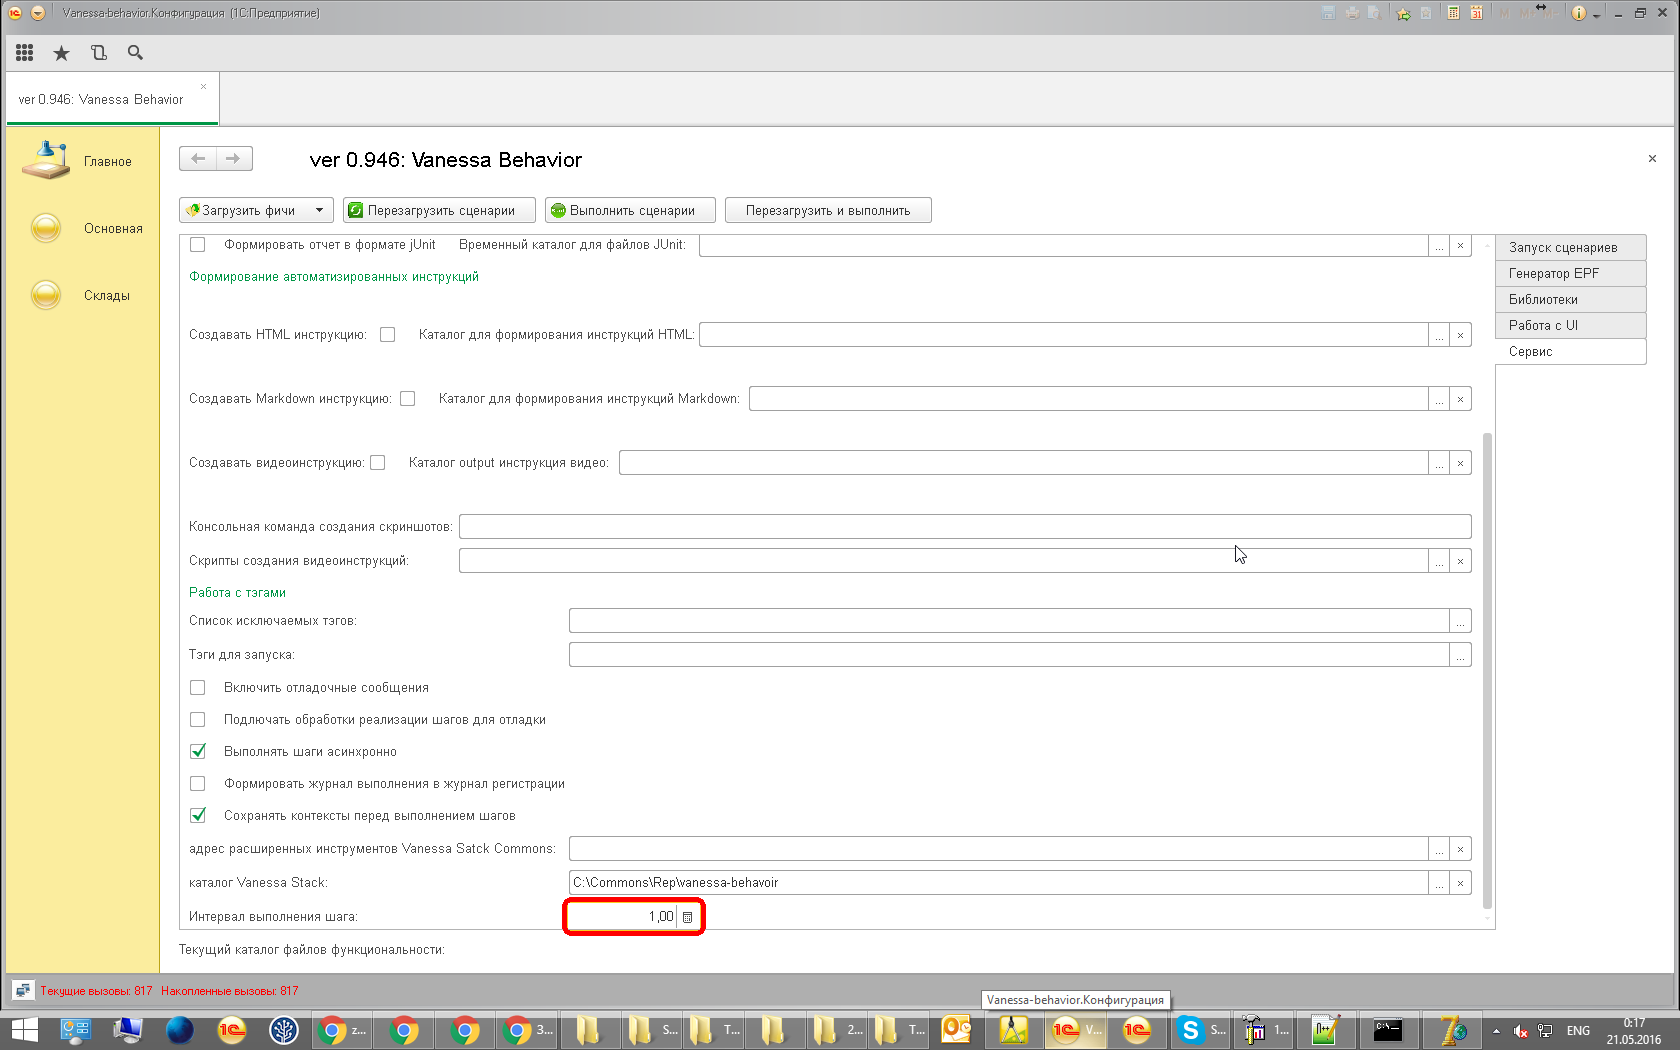 Vanessa-behavior.Конфигурация (1С:Предприятие)
ver 0.946: Vanessa Behavior
Главное
Основная
Склады
ver 0.946: Vanessa Behavior
Загрузить фичи
Перезагрузить сценарии
Выполнить сценарии
Перезагрузить и выполнить
Формировать отчет в формате jUnit Временный каталог для файлов JUnit:
Формирование автоматизированных инструкций
Создавать HTML инструкцию: Каталог для формирования инструкций HTML:
Создавать Markdown инструкцию: Каталог для формирования инструкций Markdown:
Создавать видеоинструкцию: Каталог output инструкция видео:
Консольная команда создания скриншотов:
Скрипты создания видеоинструкций:
Работа с тэгами
Список исключаемых тэгов:
Тэги для запуска:
Включить отладочные сообщения
Подлючать обработки реализации шагов для отладки
Выполнять шаги асинхронно
Формировать журнал выполнения в журнал регистрации
Сохранять контексты перед выполнением шагов
адрес расширенных инструментов Vanessa Satck Commons:
каталог Vanessa Stack: C:\Commons\Rep\vanessa-behavoir
Интервал выполнения шага: 1,00
Текущий каталог файлов функциональности:
Запуск сценариев
Генератор EPF
Библиотеки
Работа с UI
Сервис
Текущие вызовы: 817 Накопленные вызовы: 817
Vanessa-behavior.Конфигурация
z... 3... S... T... 2... T... V... S... 1...
ENG
0:17
21.05.2016